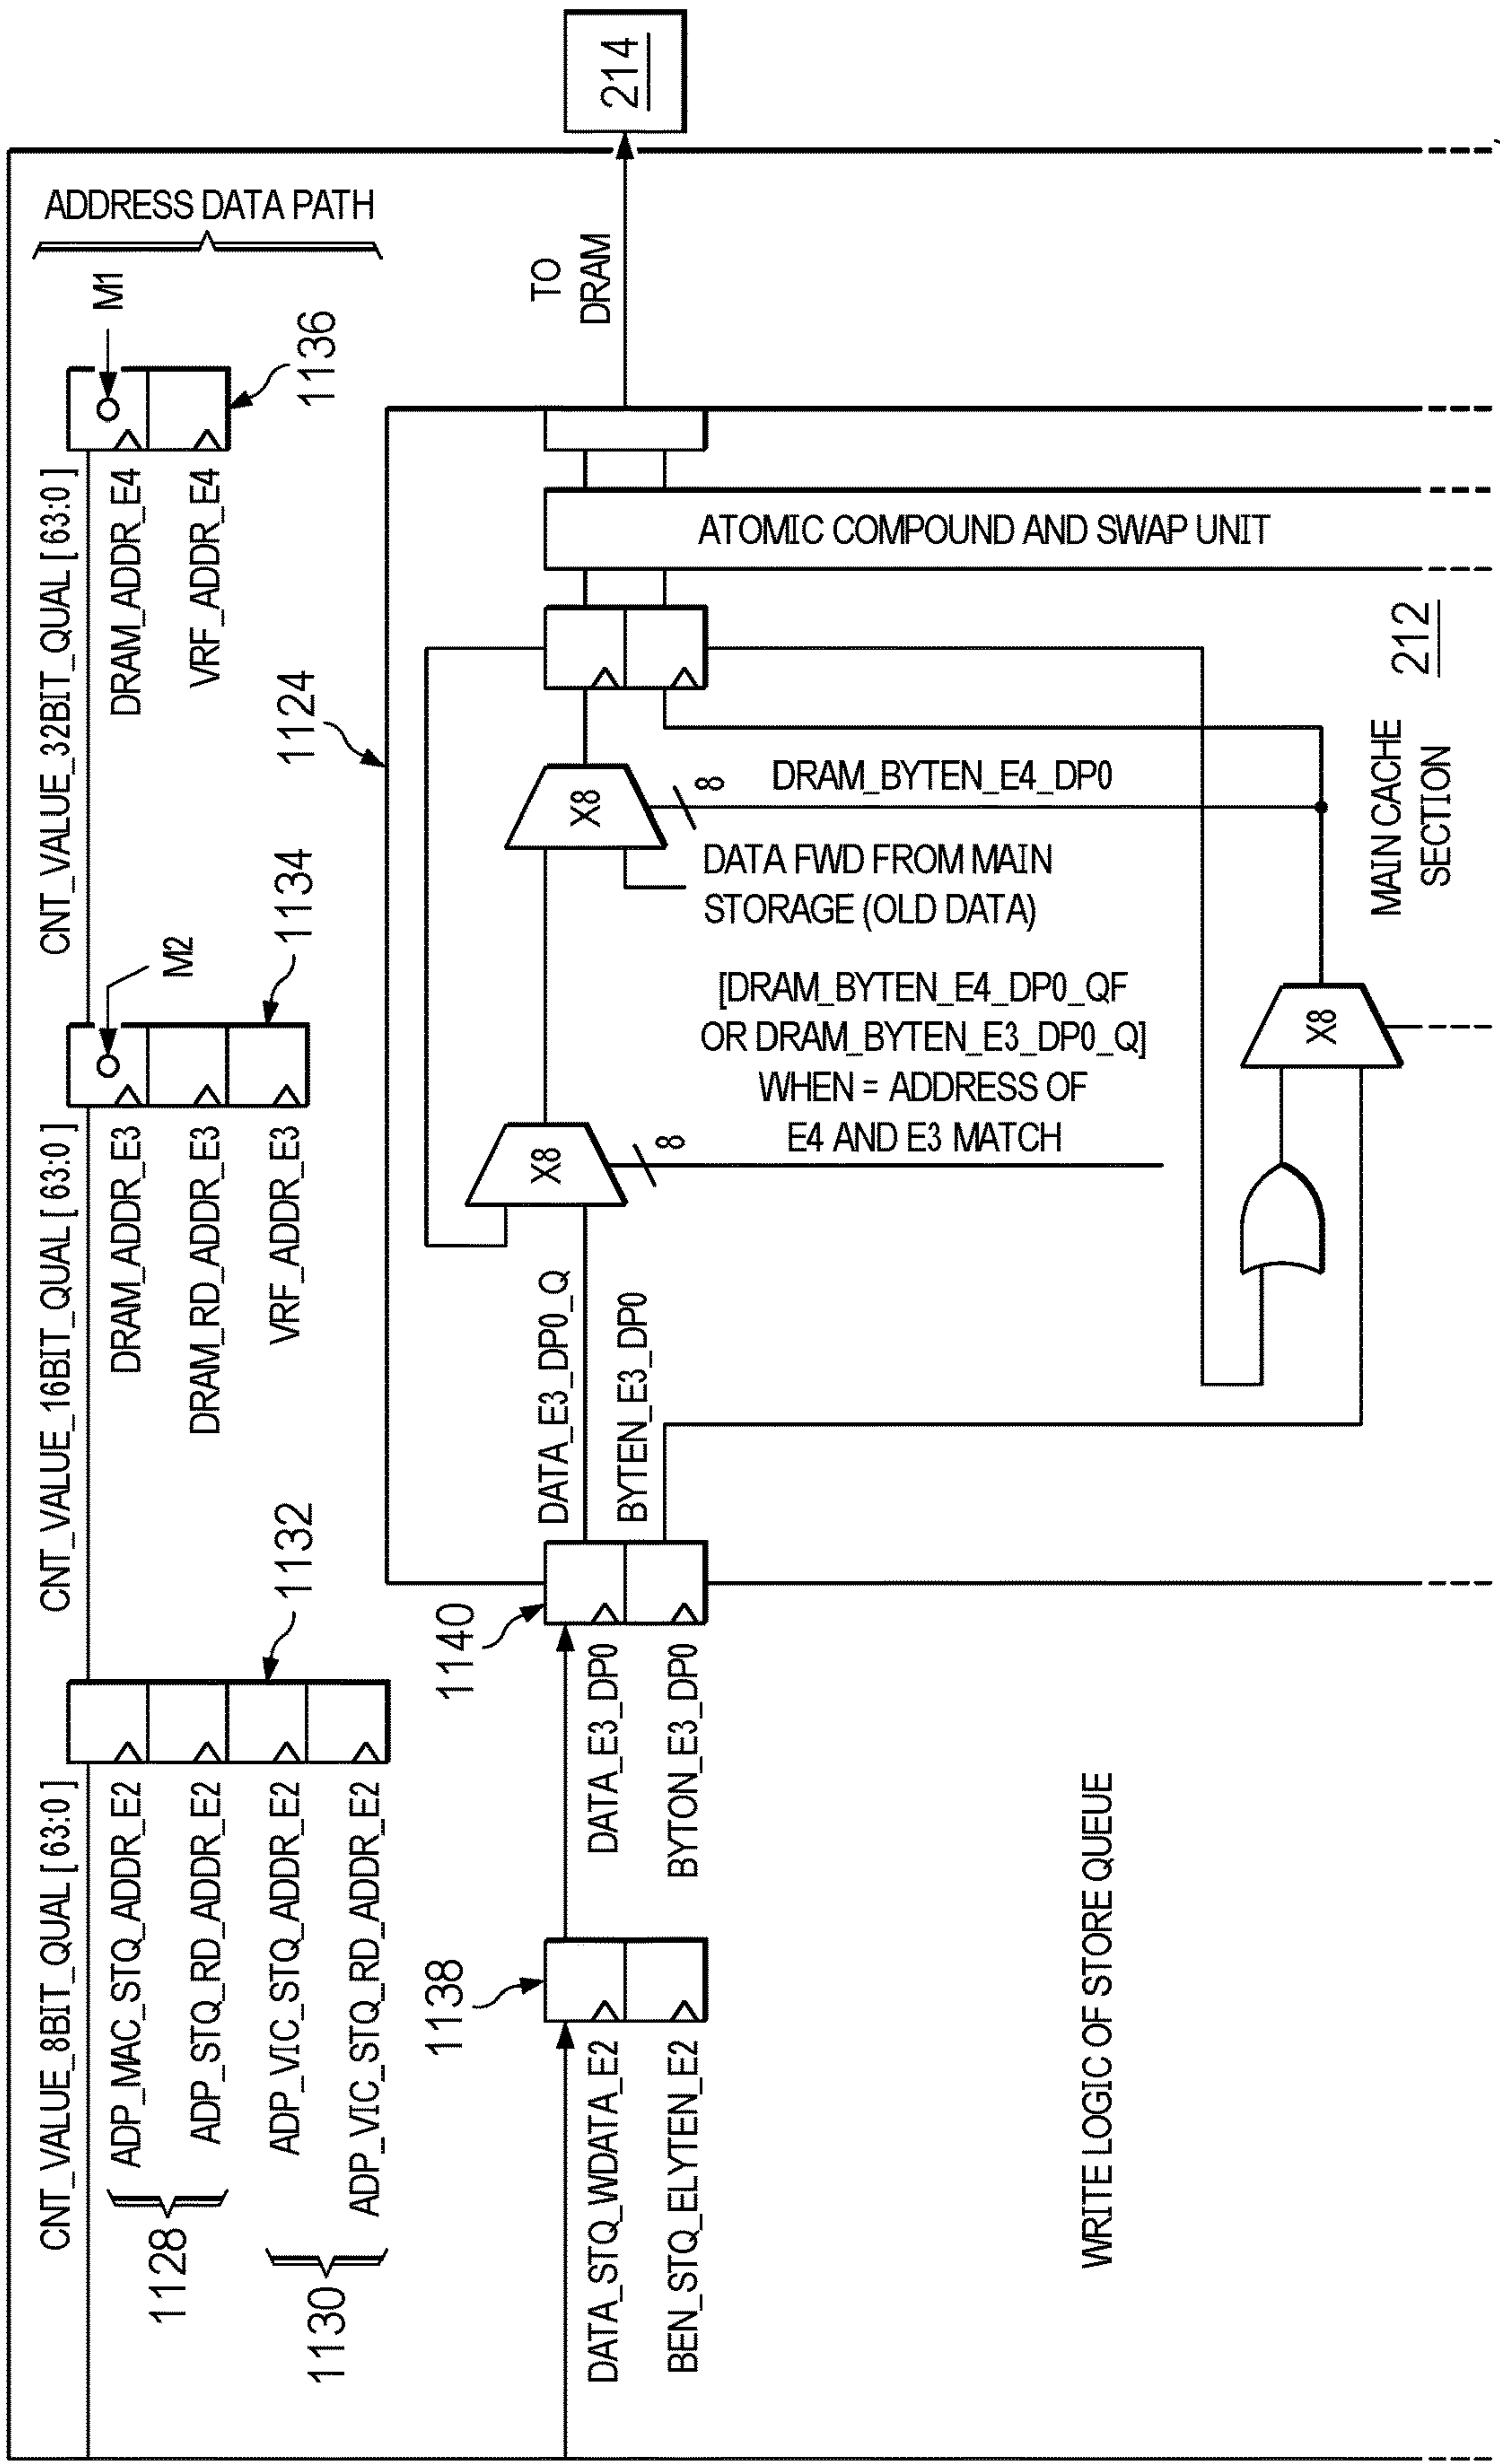 ADDRESS DATA PATH
CNT_VALUE_8BIT_QUAL [63:0]
CNT_VALUE_16BIT_QUAL [63:0]
CNT_VALUE_32BIT_QUAL [63:0]
M2
M1
1128
ADP_MAC_STQ_ADDR_E2
ADP_STQ_RD_ADDR_E2
1130
ADP_VIC_STQ_ADDR_E2
ADP_VIC_STQ_RD_ADDR_E2
1132
DRAM_ADDR_E3
DRAM_RD_ADDR_E3
VRF_ADDR_E3
1134
DRAM_ADDR_E4
VRF_ADDR_E4
1136
1124
1138
DATA_STQ_WDATA_E2
BEN_STQ_ELYTEN_E2
1140
DATA_E3_DP0
BYTON_E3_DP0
DATA_E3_DP0_Q
BYTEN_E3_DP0
X8
8
[DRAM_BYTEN_E4_DP0_QF
OR DRAM_BYTEN_E3_DP0_Q]
WHEN = ADDRESS OF
E4 AND E3 MATCH
X8
8
DRAM_BYTEN_E4_DP0
DATA FWD FROM MAIN
STORAGE (OLD DATA)
X8
ATOMIC COMPOUND AND SWAP UNIT
TO
DRAM
214
WRITE LOGIC OF STORE QUEUE
MAIN CACHE
SECTION
212